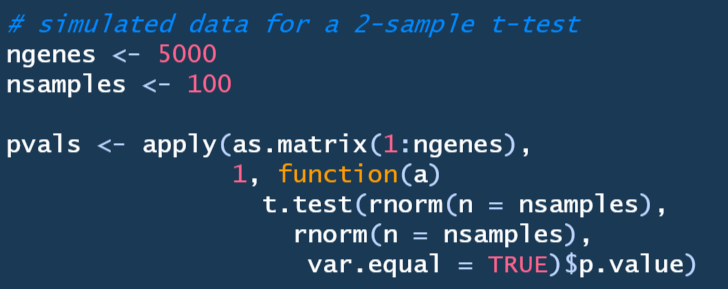 # simulated data for a 2-sample t-test
ngenes <- 5000
nsamples <- 100
pvals <- apply(as.matrix(1:ngenes),
1, function(a)
t.test(rnorm(n = nsamples),
rnorm(n = nsamples),
var.equal = TRUE)$p.value)